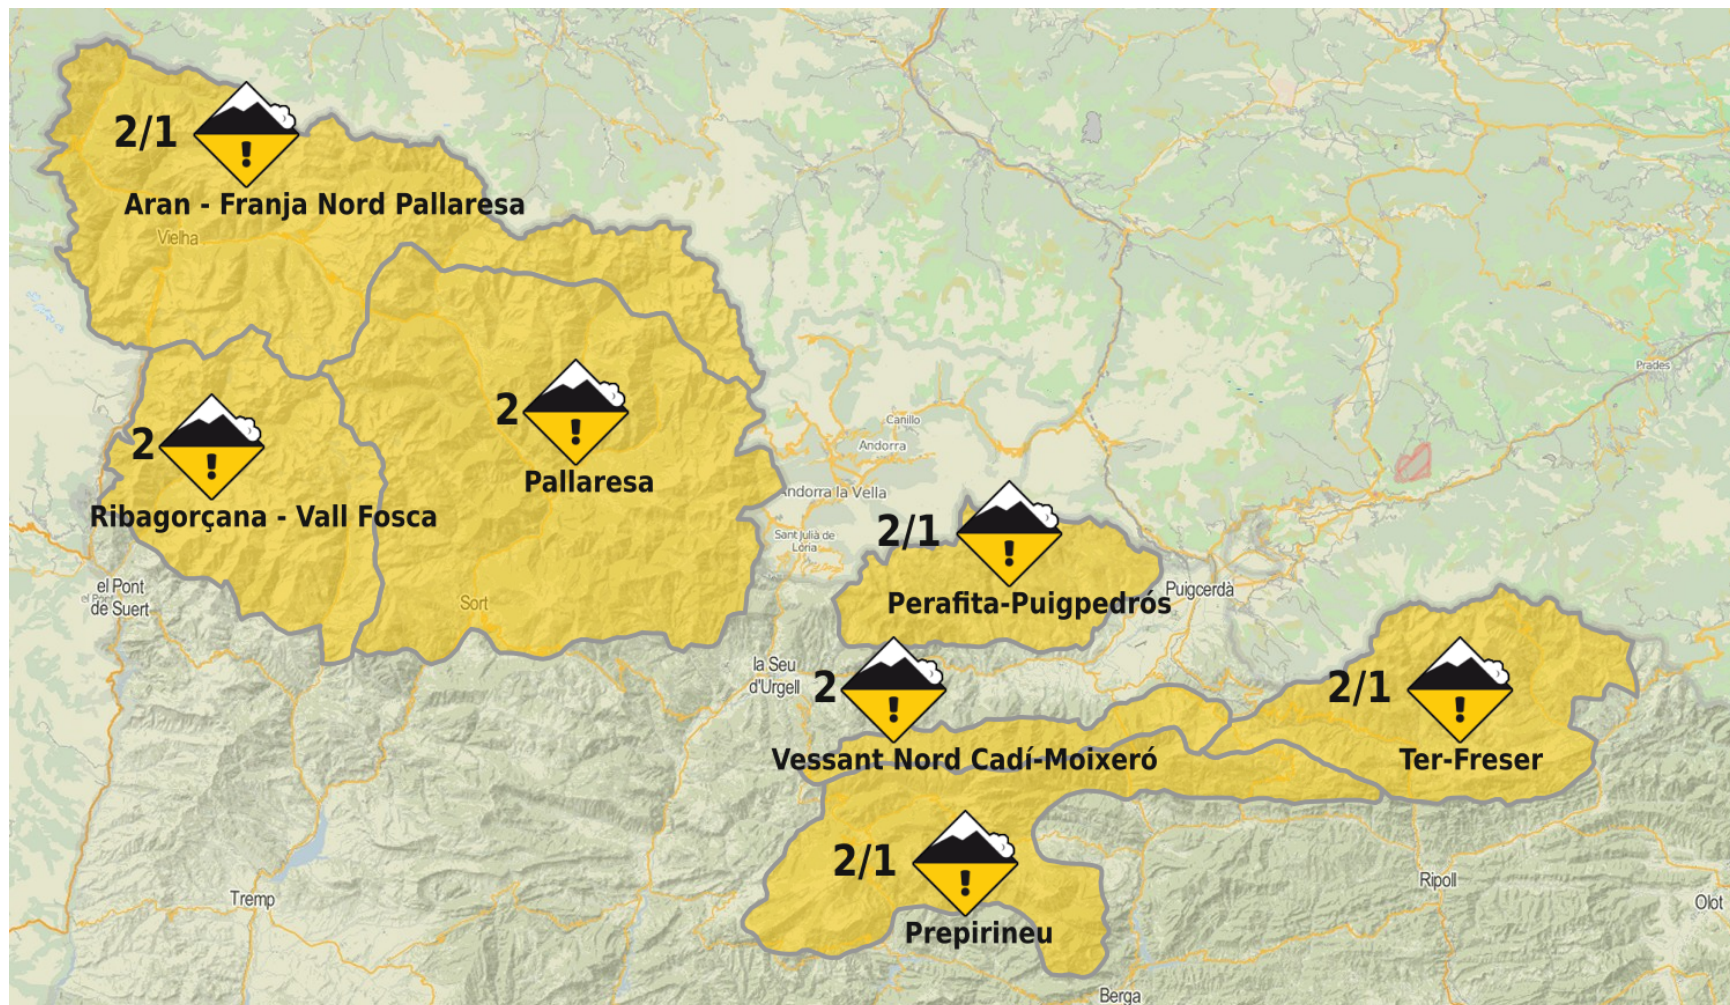 2/1
Aran - Franja Nord Pallaresa
Vielha
Prades
2
Pallaresa
Canillo
Andorra
2
Ribagorçana - Vall Fosca
Andorra la Vella
2/1
Sant Julià de
Lòria
Perafita-Puigpedrós
Puigcerdà
el Pont
de Suert
Sort
la Seu
d'Urgell
2
Vessant Nord Cadí-Moixeró
2/1
Ter-Freser
2/1
Prepirineu
Tremp
Ripoll
Olot
Berga